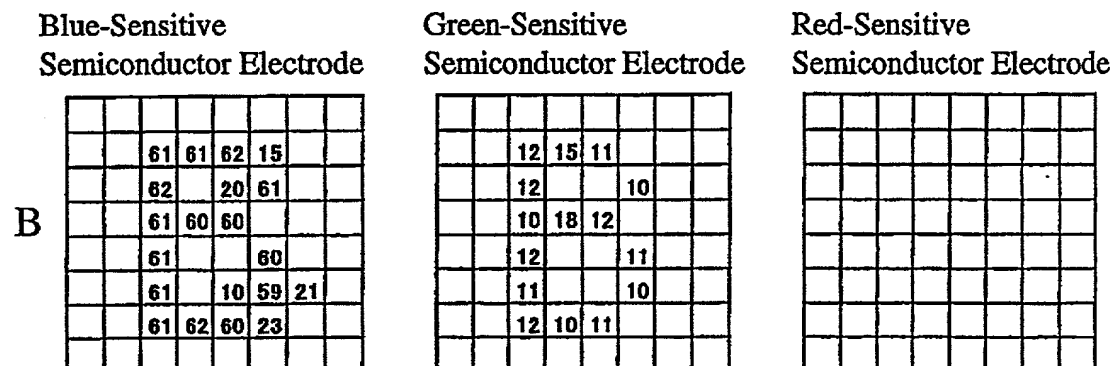 Blue-Sensitive Semiconductor Electrode
Green-Sensitive Semiconductor Electrode
Red-Sensitive Semiconductor Electrode
B
61 61 62 15
62 20 61
61 60 60
61 60
61 10 59 21
61 62 60 23
12 15 11
12 10
10 18 12
12 11
11 10
12 10 11